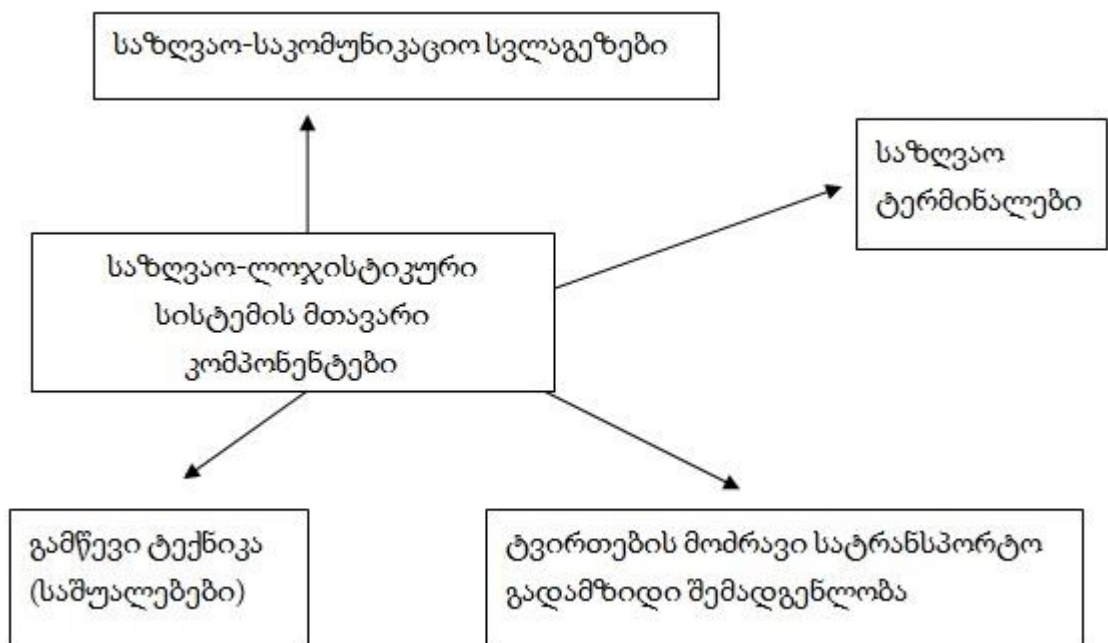 საზღვაო-საკომუნიკაციო სვლაგეზები
საზღვაო
ტერმინალები
საზღვაო-ლოჯისტიკური
სისტემის მთავარი
კომპონენტები
გამწევი ტექნიკა
(საშუალებები)
ტვირთების მოძრავი სატრანსპორტო
გადამზიდი შემადგენლობა